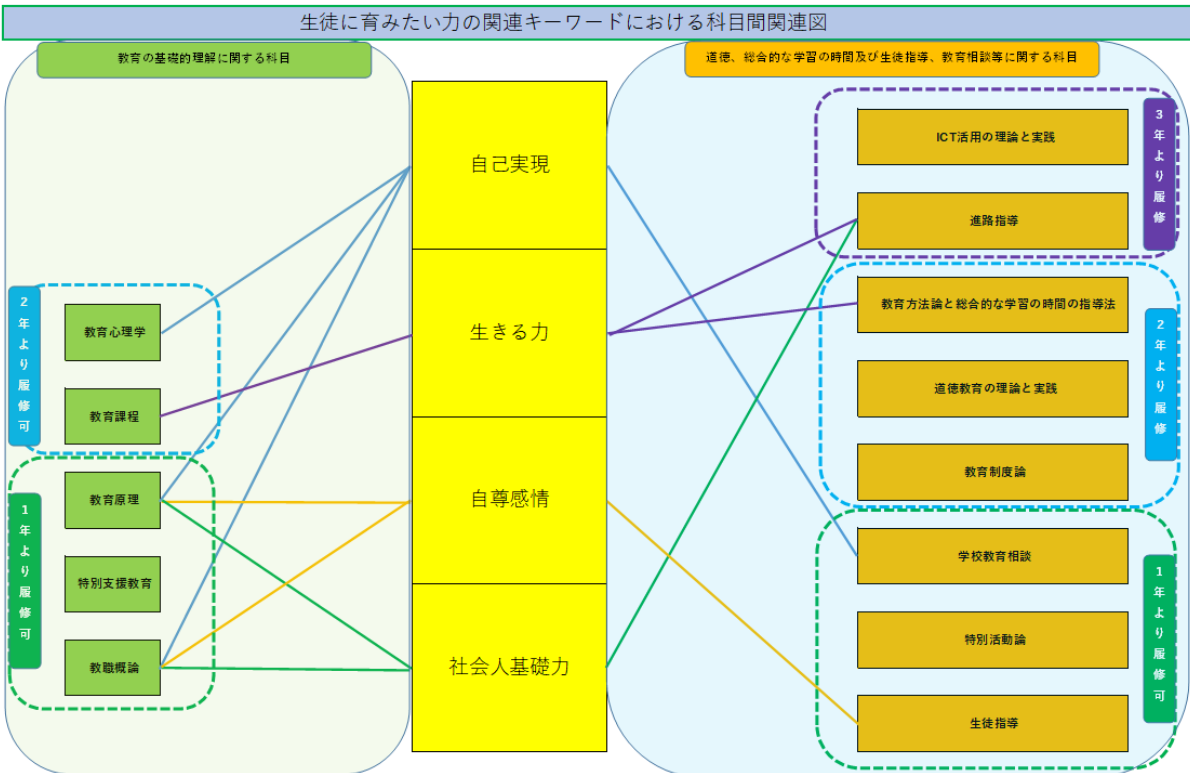 生徒に育みたい力の関連キーワードにおける科目間関連図
教育の基礎的理解に関する科目
道徳、総合的な学習の時間及び生徒指導、教育相談等に関する科目
2年より履修可
教育心理学
教育課程
1年より履修可
教育原理
特別支援教育
教職概論
自己実現
生きる力
自尊感情
社会人基礎力
ICT活用の理論と実践
進路指導
3年より履修
教育方法論と総合的な学習の時間の指導法
道徳教育の理論と実践
教育制度論
2年より履修
学校教育相談
特別活動論
生徒指導
1年より履修可